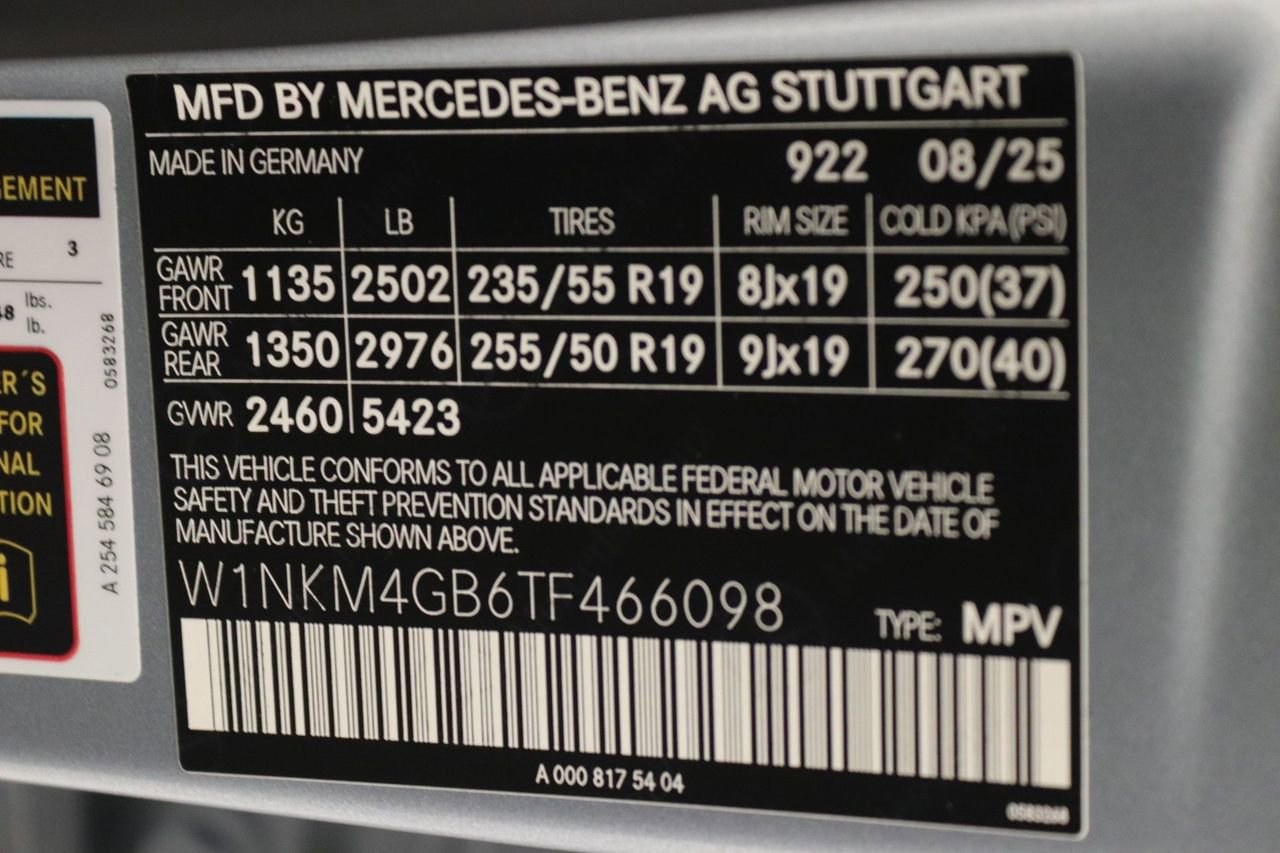 EMENT
RE 3
48 lbs.
lb.
0583268
R´S
FOR
NAL
TION
i
A 254 584 69 08
MFD BY MERCEDES-BENZ AG STUTTGART
MADE IN GERMANY 922 08/25
KG LB TIRES RIM SIZE COLD KPA(PSI)
GAWR FRONT 1135 2502 235/55 R19 8Jx19 250(37)
GAWR REAR 1350 2976 255/50 R19 9Jx19 270(40)
GVWR 2460 5423
THIS VEHICLE CONFORMS TO ALL APPLICABLE FEDERAL MOTOR VEHICLE
SAFETY AND THEFT PREVENTION STANDARDS IN EFFECT ON THE DATE OF
MANUFACTURE SHOWN ABOVE.
W1NKM4GB6TF466098
TYPE: MPV
A 000 817 54 04
0583268